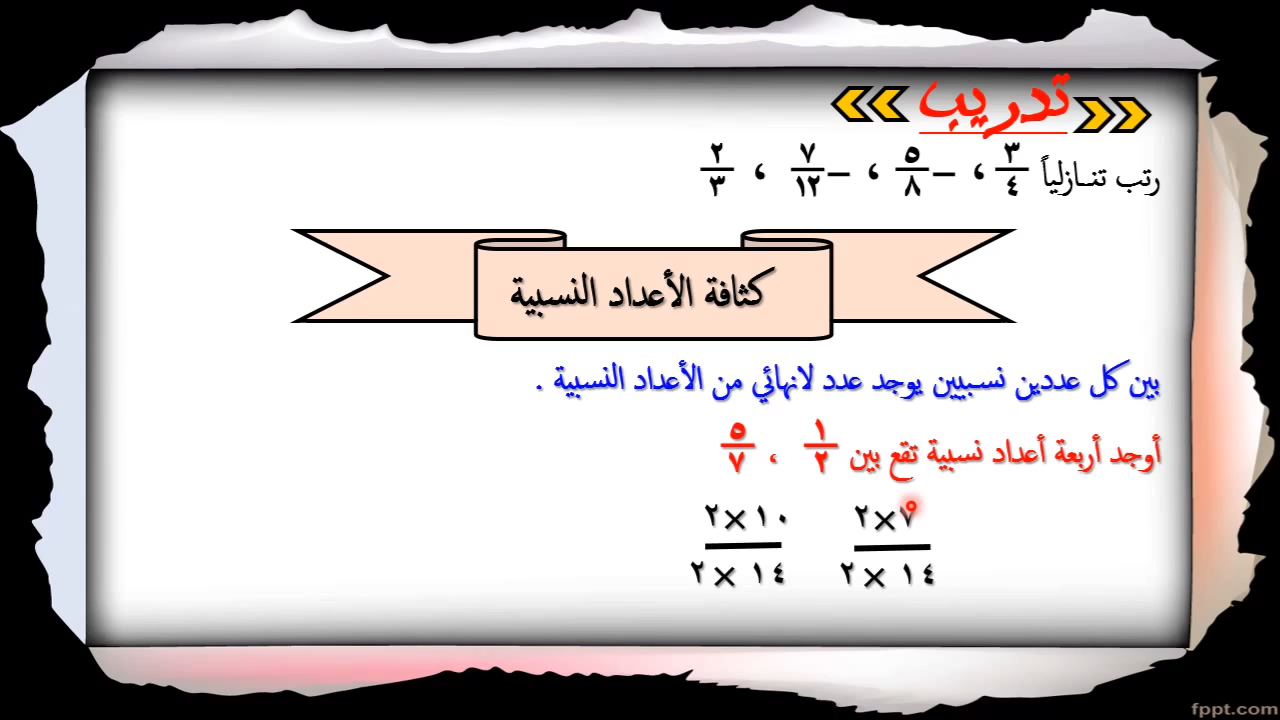 تدريب
رتب تنازلياً ٣/٤ ، -٥/٨ ، -٧/١٢ ، ٢/٣
كثافة الأعداد النسبية
بين كل عددين نسبيين يوجد عدد لانهائي من الأعداد النسبية .
أوجد أربعة أعداد نسبية تقع بين ١/٢ ، ٥/٧
٢×٧ ٢×١٠
٢×١٤ ٢×١٤
fppt.com